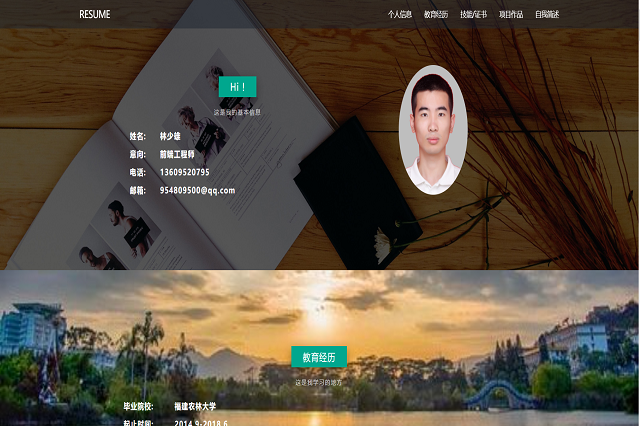 RESUME 个人信息 教育经历 技能/证书 项目作品 自我简述
Hi！
这是我的基本信息
姓名: 林少雄
意向: 前端工程师
电话: 13609520795
邮箱: 954809500@qq.com
教育经历
这是我学习的地方
毕业院校: 福建农林大学
起止时间: 2014.9-2018.6